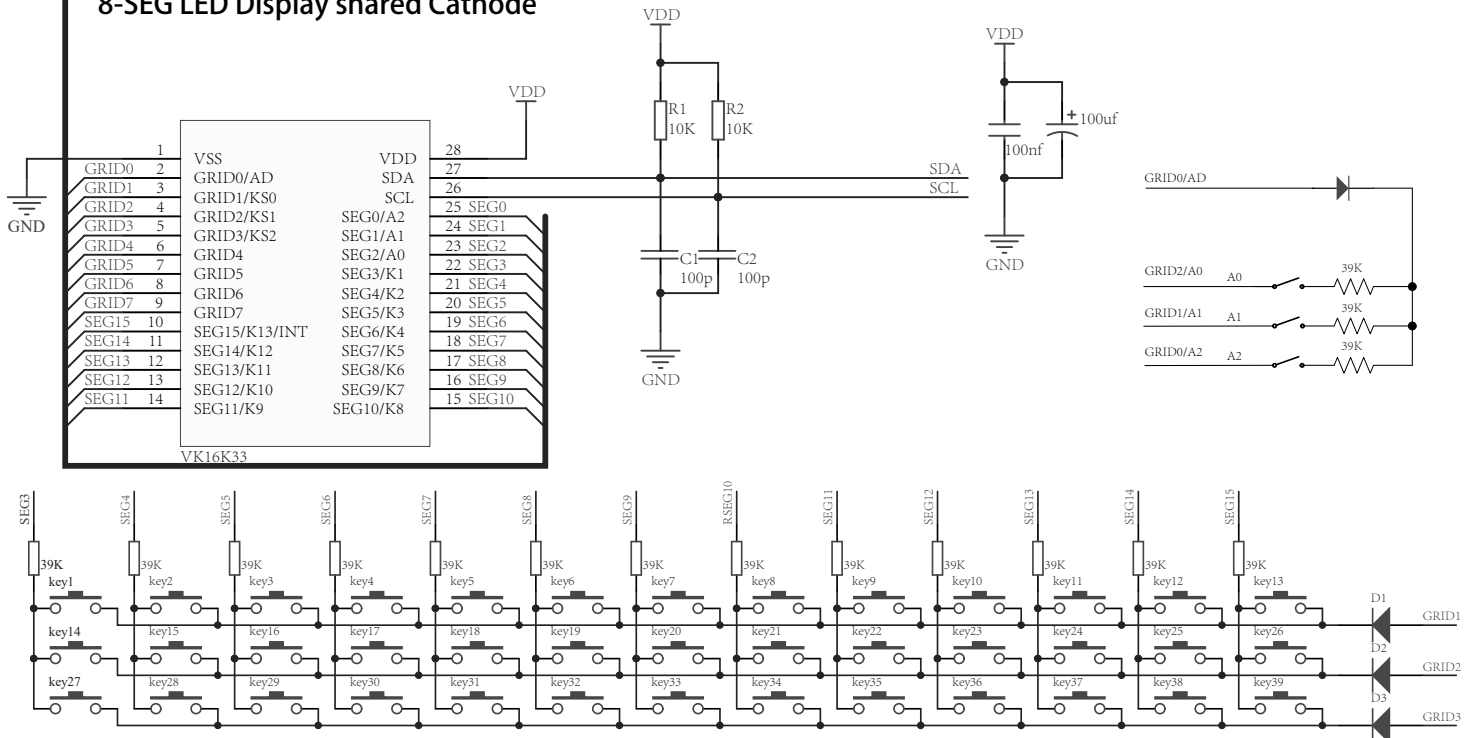 8-SEG LED Display shared Cathode
VDD
VDD
VDD
R1
10K
R2
10K
100nf
+
100uf
1
VSS
VDD
28
GRID0
2
GRID0/AD
SDA
27
SDA
GRID1
3
GRID1/KS0
SCL
26
SCL
GRID2
4
GRID2/KS1
SEG0/A2
25
SEG0
GRID3
5
GRID3/KS2
SEG1/A1
24
SEG1
GRID4
6
GRID4
SEG2/A0
23
SEG2
GRID5
7
GRID5
SEG3/K1
22
SEG3
GRID6
8
GRID6
SEG4/K2
21
SEG4
GRID7
9
GRID7
SEG5/K3
20
SEG5
SEG15
10
SEG15/K13/INT
SEG6/K4
19
SEG6
SEG14
11
SEG14/K12
SEG7/K5
18
SEG7
SEG13
12
SEG13/K11
SEG8/K6
17
SEG8
SEG12
13
SEG12/K10
SEG9/K7
16
SEG9
SEG11
14
SEG11/K9
SEG10/K8
15
SEG10
VK16K33
GND
C1
100p
C2
100p
GND
GND
GRID0/AD
GRID2/A0
A0
39K
GRID1/A1
A1
39K
GRID0/A2
A2
39K
SEG3
SEG4
SEG5
SEG6
SEG7
SEG8
SEG9
RSEG10
SEG11
SEG12
SEG13
SEG14
SEG15
39K
39K
39K
39K
39K
39K
39K
39K
39K
39K
39K
39K
39K
key1
key2
key3
key4
key5
key6
key7
key8
key9
key10
key11
key12
key13
D1
GRID1
key14
key15
key16
key17
key18
key19
key20
key21
key22
key23
key24
key25
key26
D2
GRID2
key27
key28
key29
key30
key31
key32
key33
key34
key35
key36
key37
key38
key39
D3
GRID3